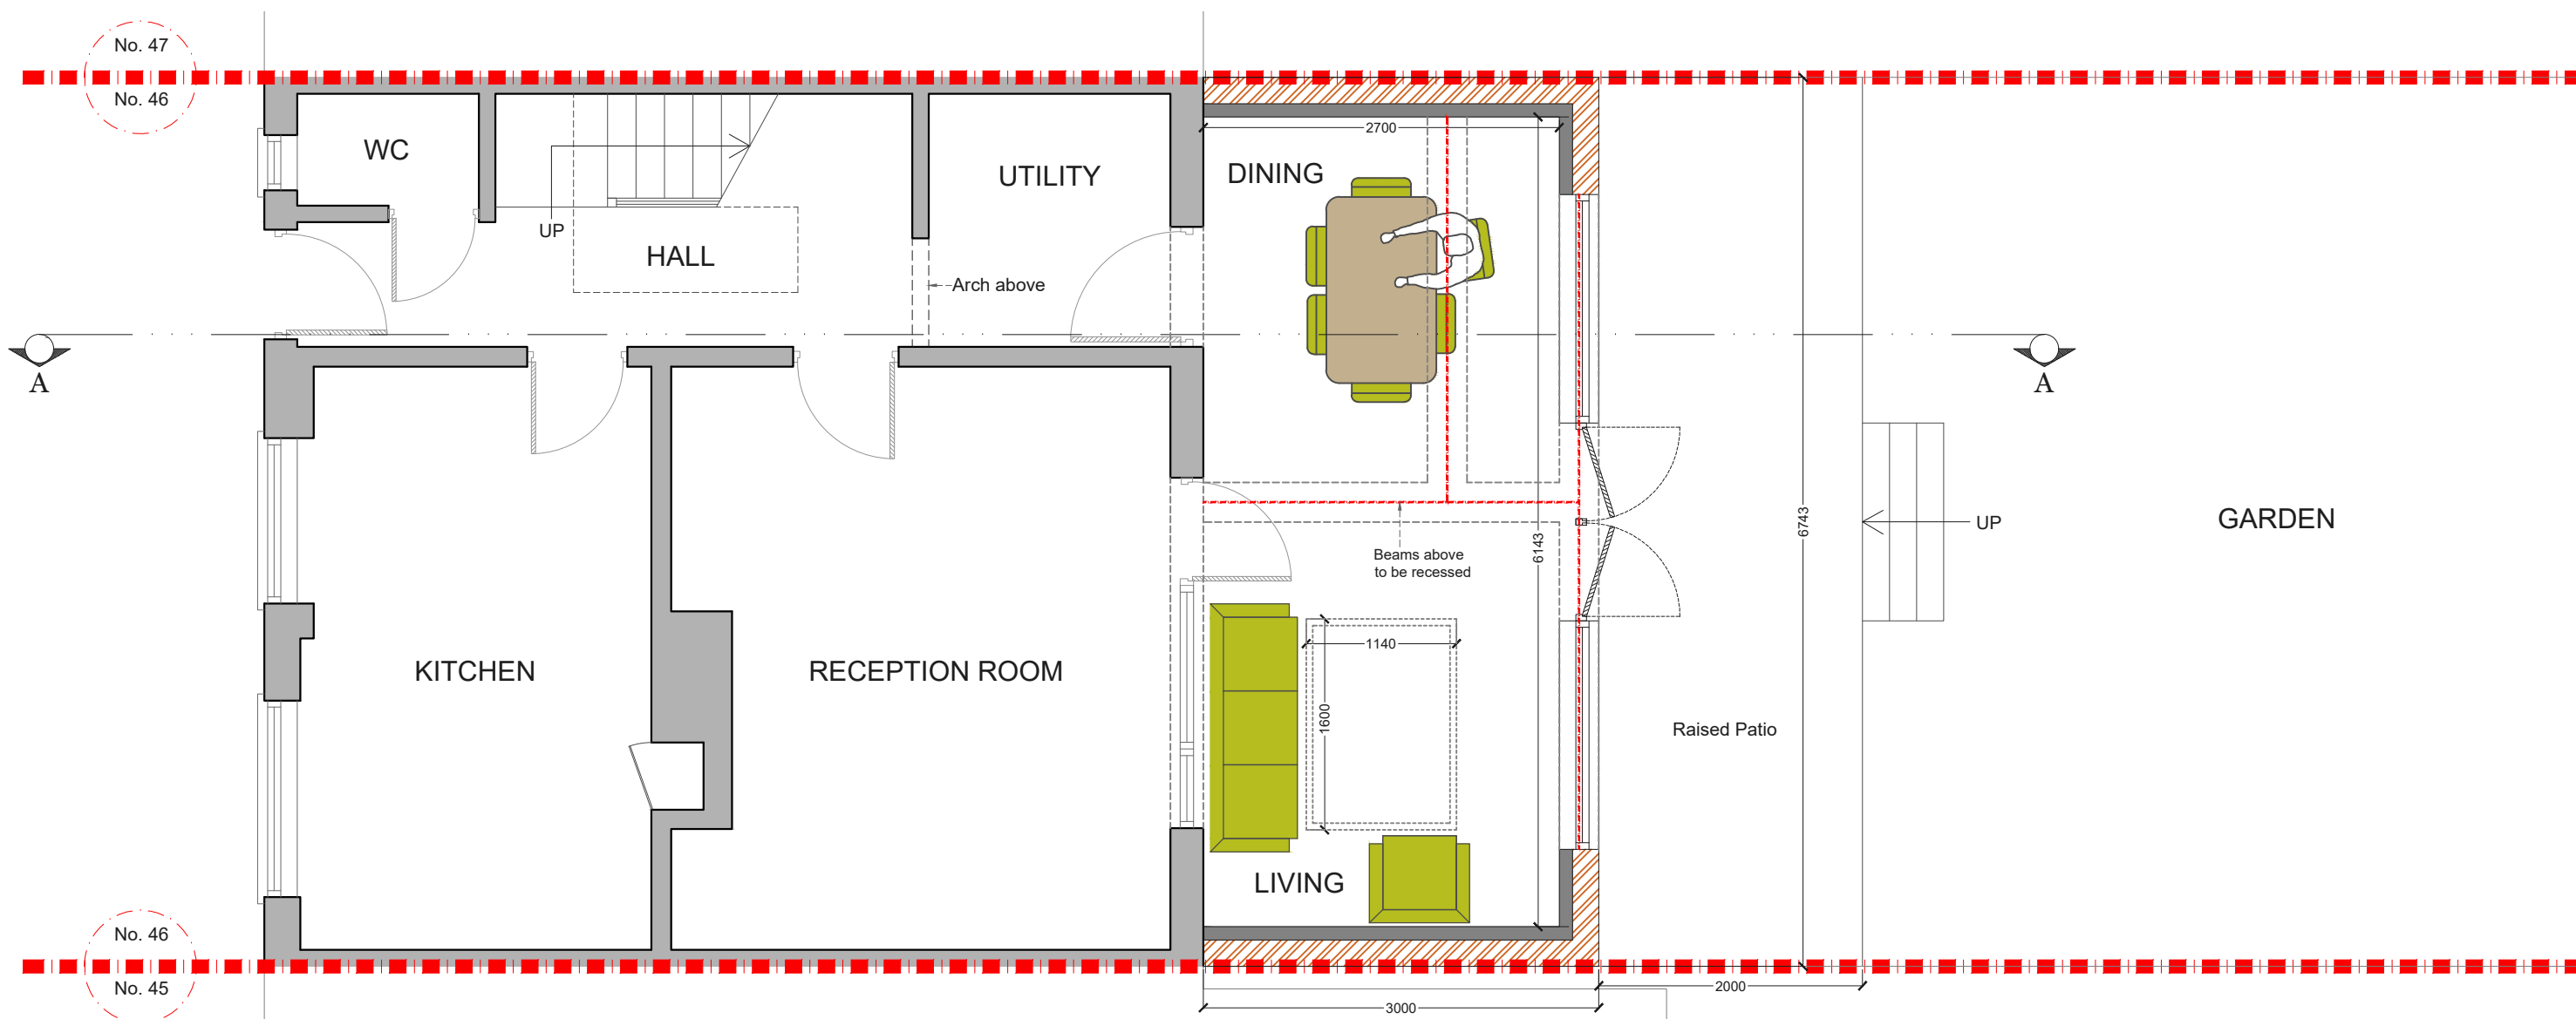 No. 47
No. 46
WC
UP
HALL
UTILITY
Arch above
DINING
2700
A
A
6743
6143
UP
GARDEN
Beams above
to be recessed
1140
1600
KITCHEN
RECEPTION ROOM
Raised Patio
LIVING
No. 46
No. 45
2000
3000